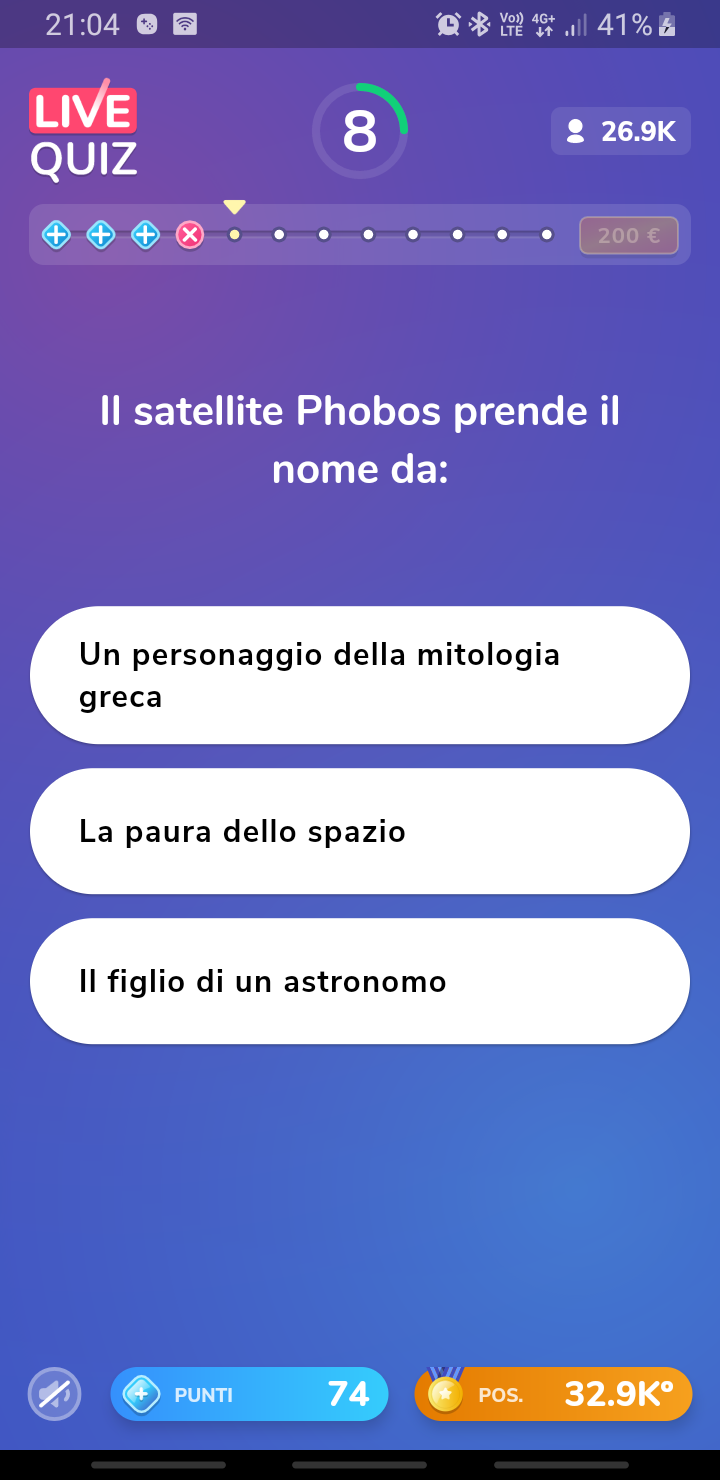 21:04
Vo)) LTE 4G+ 41%
LIVE
QUIZ
8
26.9K
200 €
Il satellite Phobos prende il
nome da:
Un personaggio della mitologia
greca
La paura dello spazio
Il figlio di un astronomo
PUNTI 74
POS. 32.9Kº